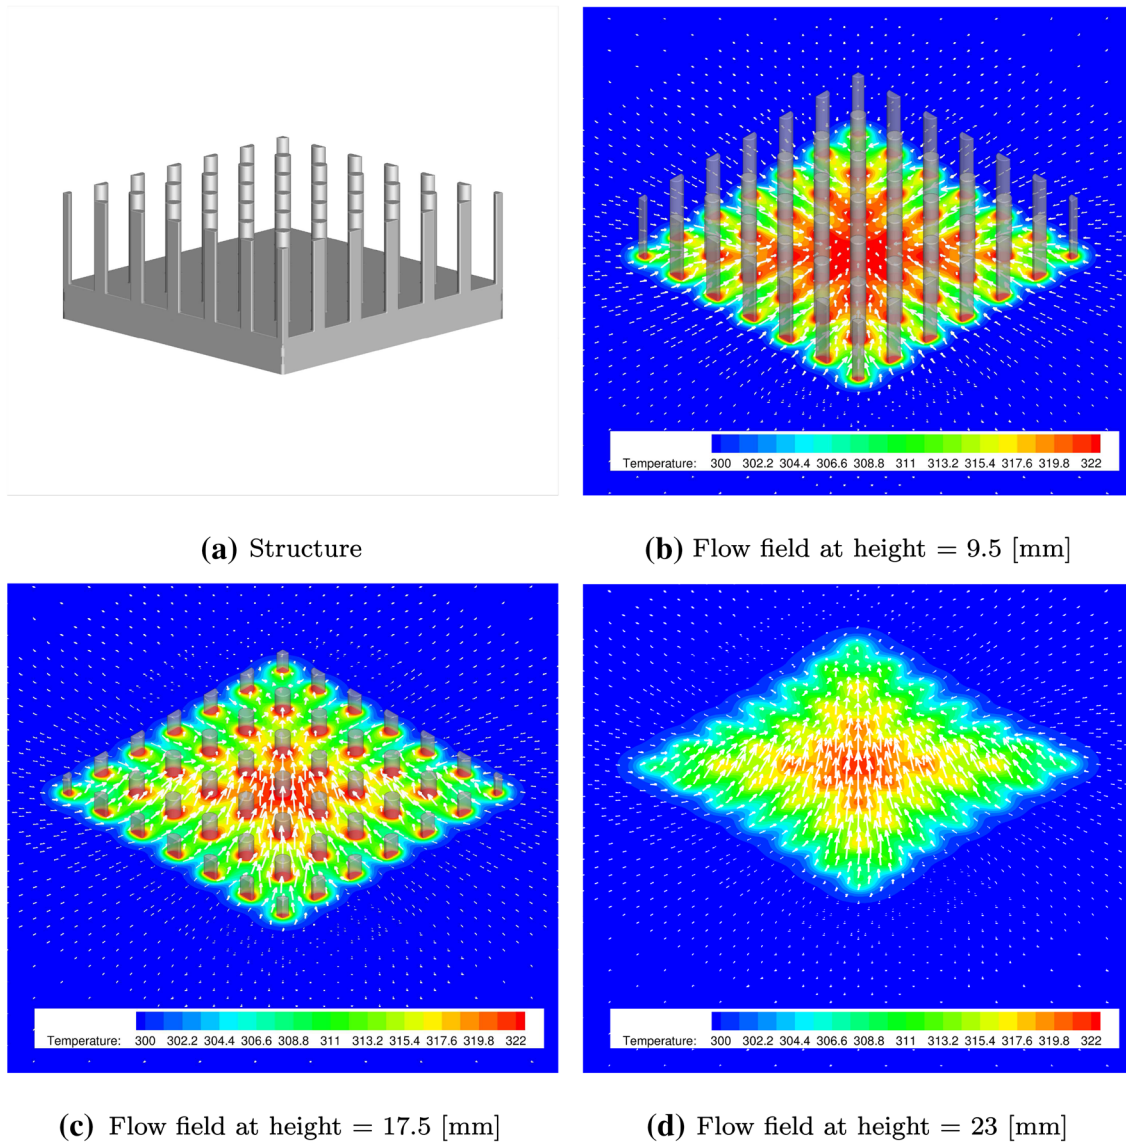 Temperature: 300 302.2 304.4 306.6 308.8 311 313.2 315.4 317.6 319.8 322
(a) Structure
(b) Flow field at height = 9.5 [mm]
Temperature: 300 302.2 304.4 306.6 308.8 311 313.2 315.4 317.6 319.8 322
Temperature: 300 302.2 304.4 306.6 308.8 311 313.2 315.4 317.6 319.8 322
(c) Flow field at height = 17.5 [mm]
(d) Flow field at height = 23 [mm]